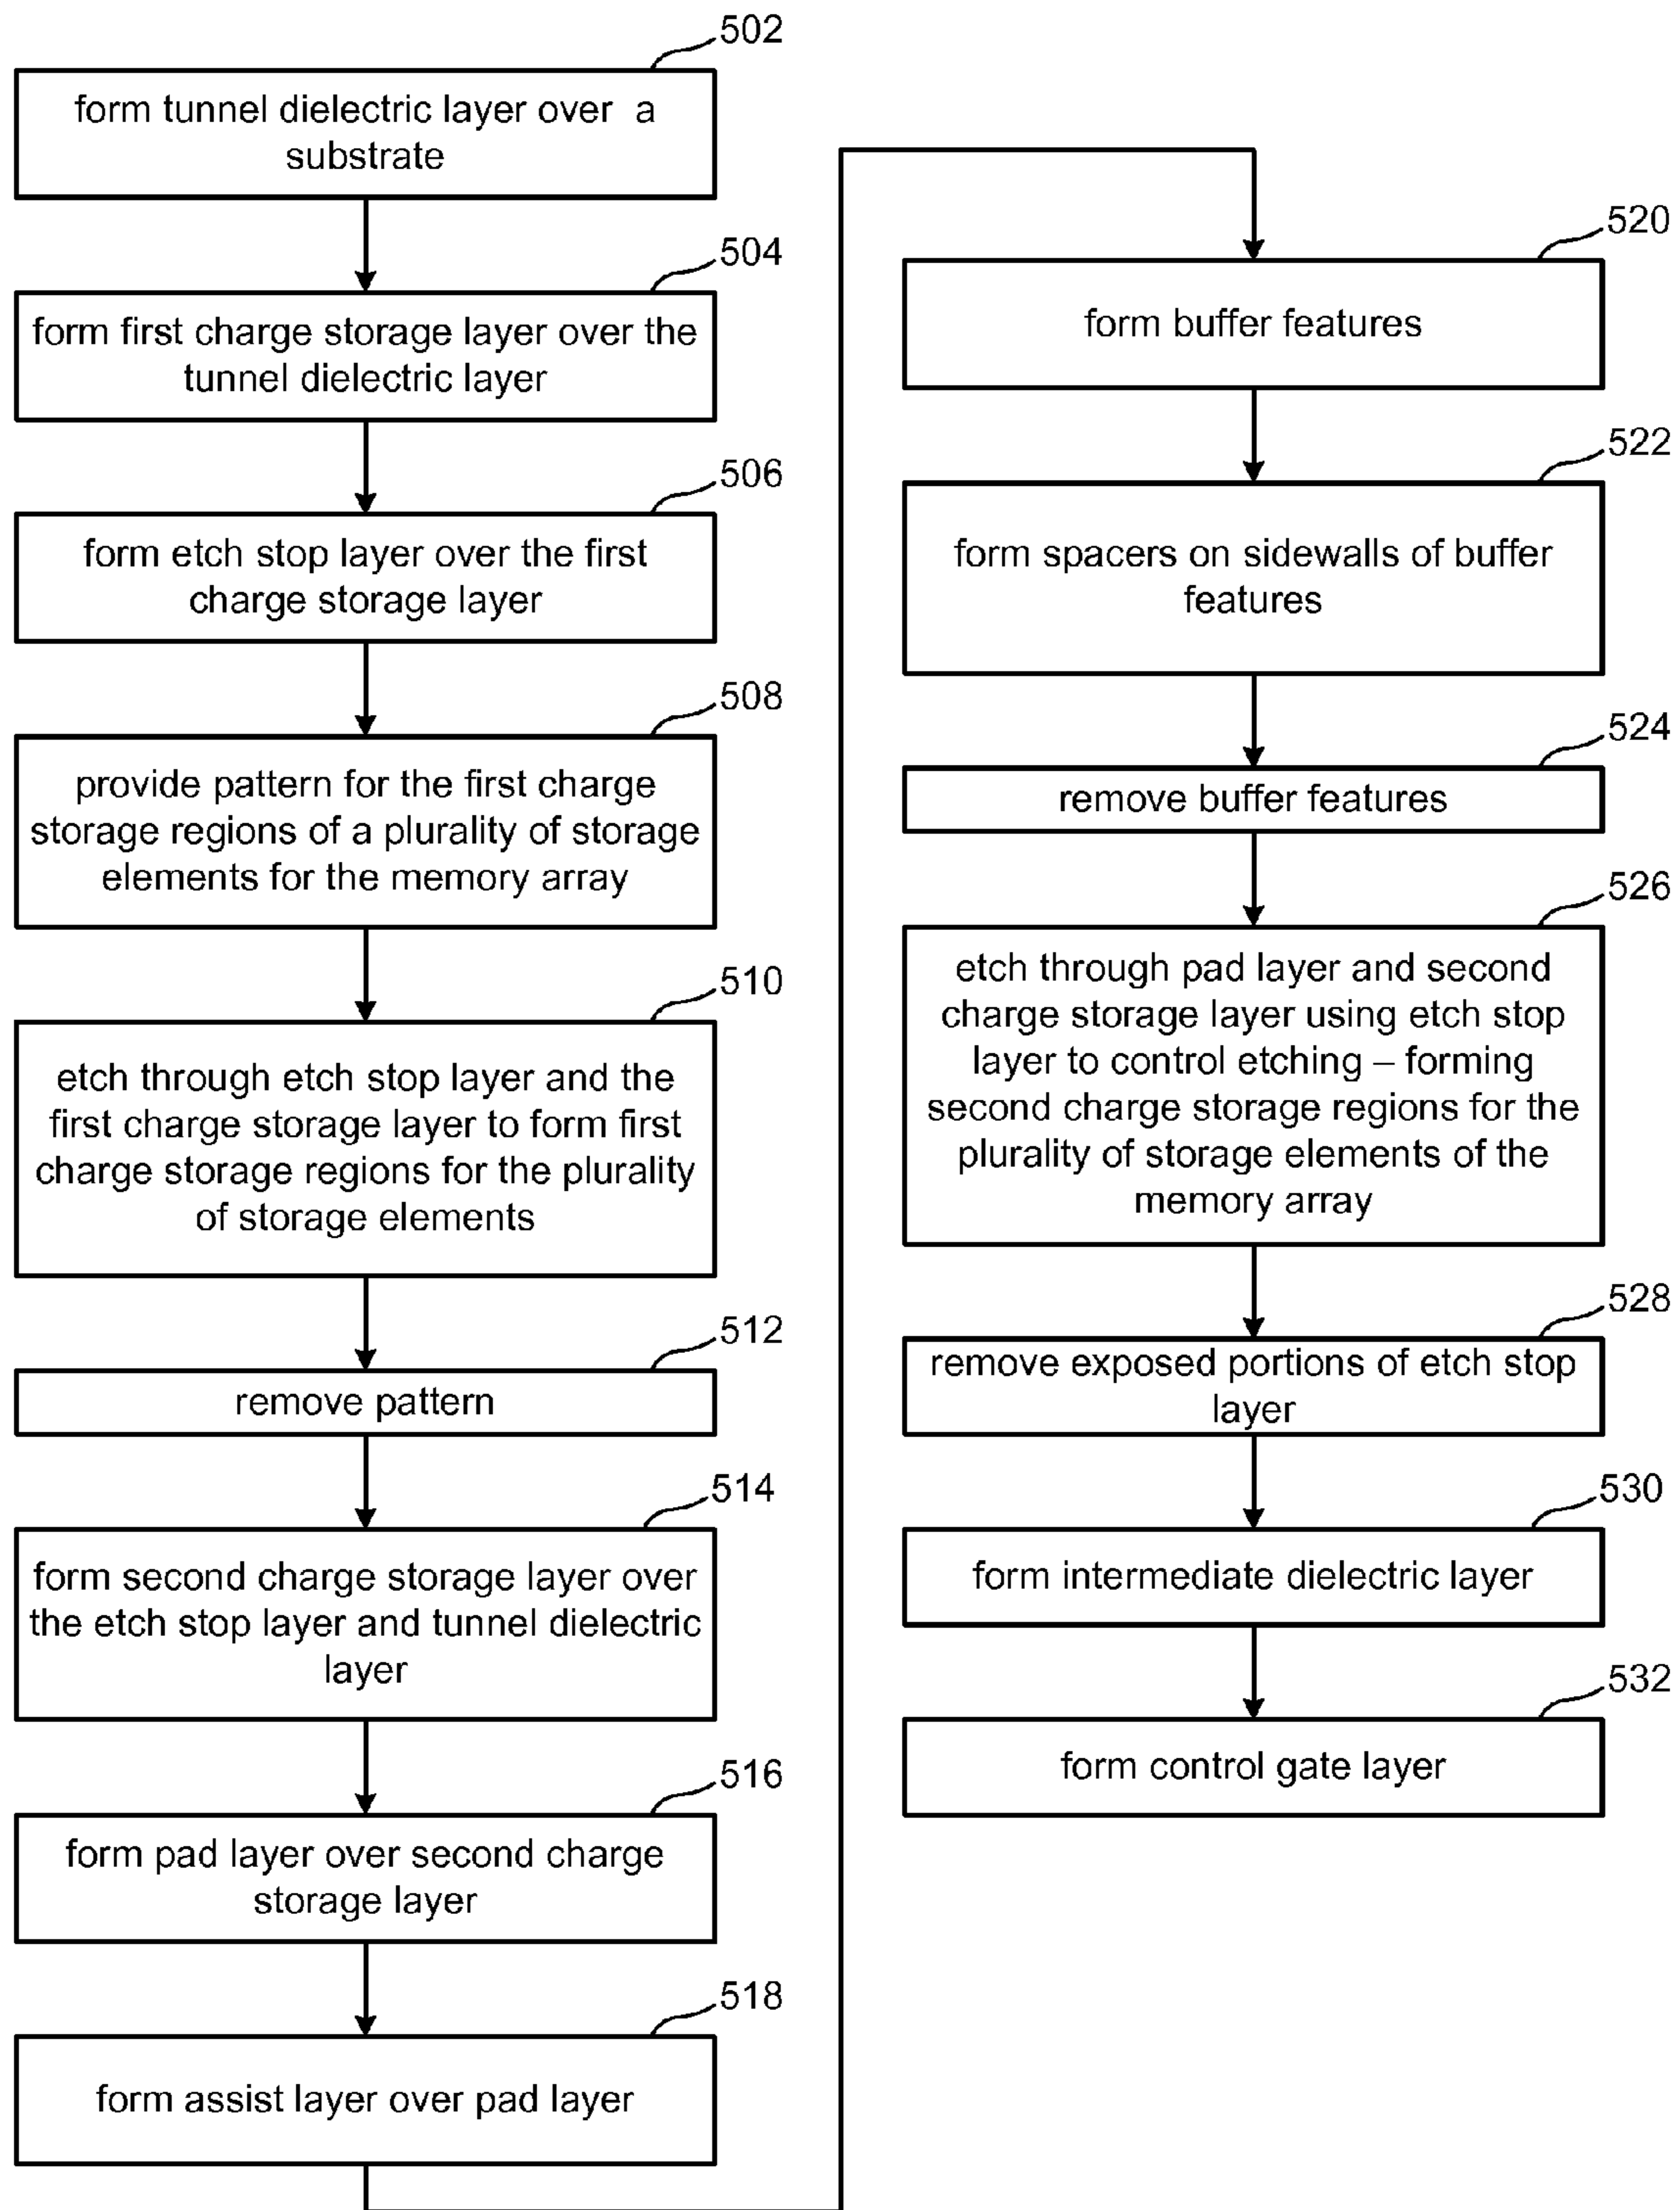 502
form tunnel dielectric layer over a
substrate
504
form first charge storage layer over the
tunnel dielectric layer
506
form etch stop layer over the first
charge storage layer
508
provide pattern for the first charge
storage regions of a plurality of storage
elements for the memory array
510
etch through etch stop layer and the
first charge storage layer to form first
charge storage regions for the plurality
of storage elements
512
remove pattern
514
form second charge storage layer over
the etch stop layer and tunnel dielectric
layer
516
form pad layer over second charge
storage layer
518
form assist layer over pad layer
520
form buffer features
522
form spacers on sidewalls of buffer
features
524
remove buffer features
526
etch through pad layer and second
charge storage layer using etch stop
layer to control etching – forming
second charge storage regions for the
plurality of storage elements of the
memory array
528
remove exposed portions of etch stop
layer
530
form intermediate dielectric layer
532
form control gate layer